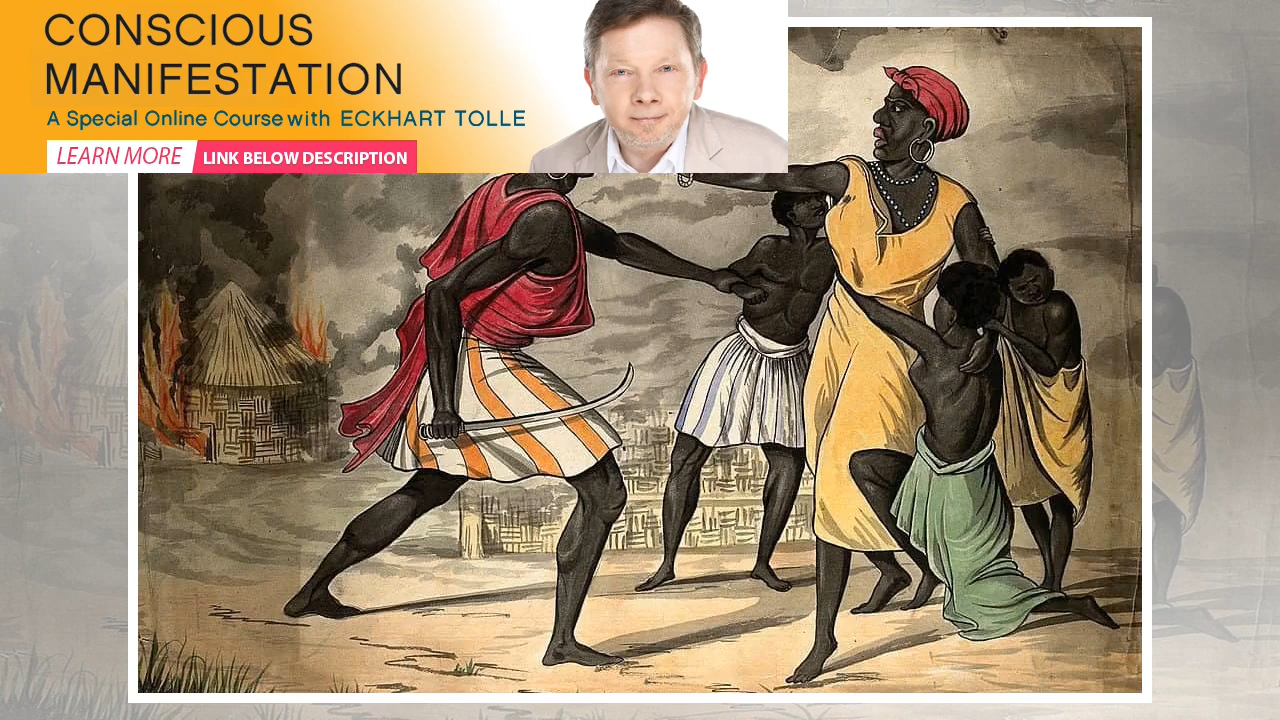 CONSCIOUS
MANIFESTATION
A Special Online Course with ECKHART TOLLE
LEARN MORE LINK BELOW DESCRIPTION